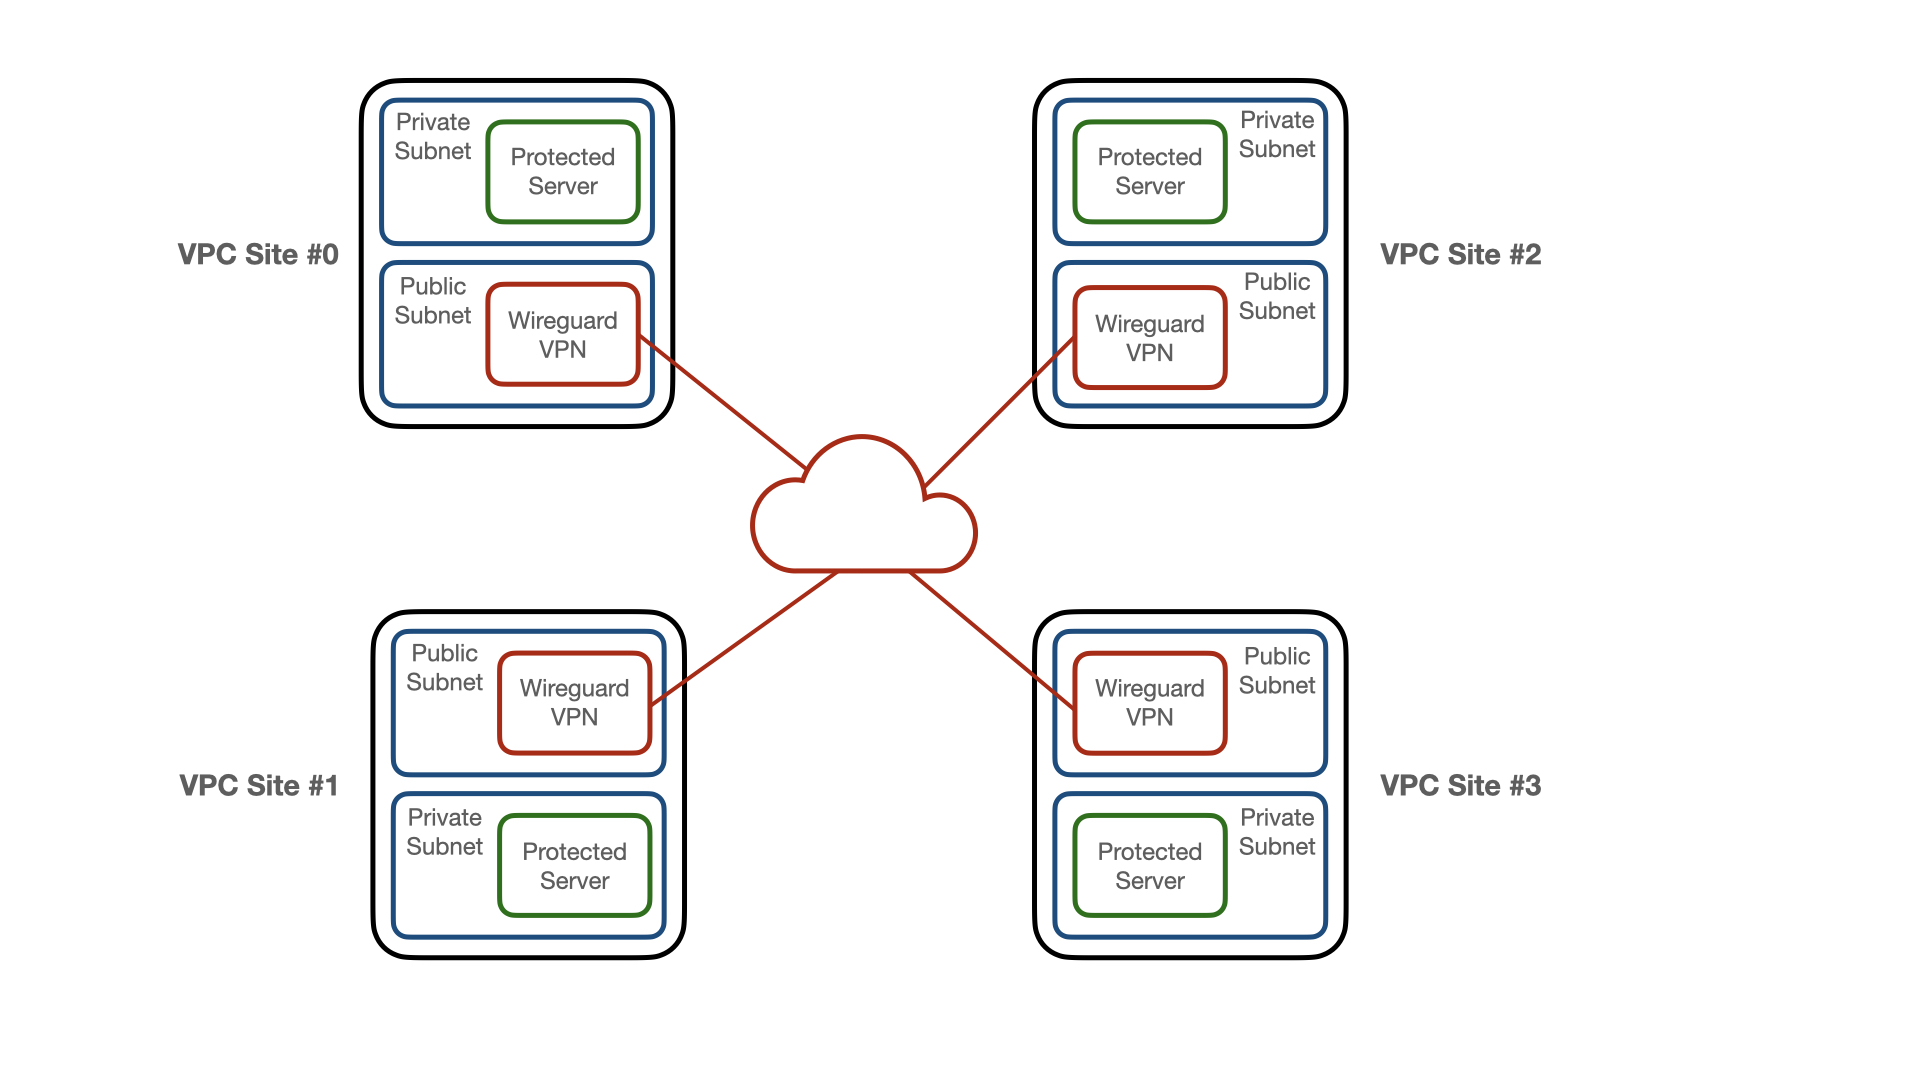 Private
Subnet
Protected
Server
VPC Site #0
Public
Subnet
Wireguard
VPN
Protected
Server
Private
Subnet
VPC Site #2
Wireguard
VPN
Public
Subnet
Public
Subnet
Wireguard
VPN
VPC Site #1
Private
Subnet
Protected
Server
Wireguard
VPN
Public
Subnet
VPC Site #3
Protected
Server
Private
Subnet